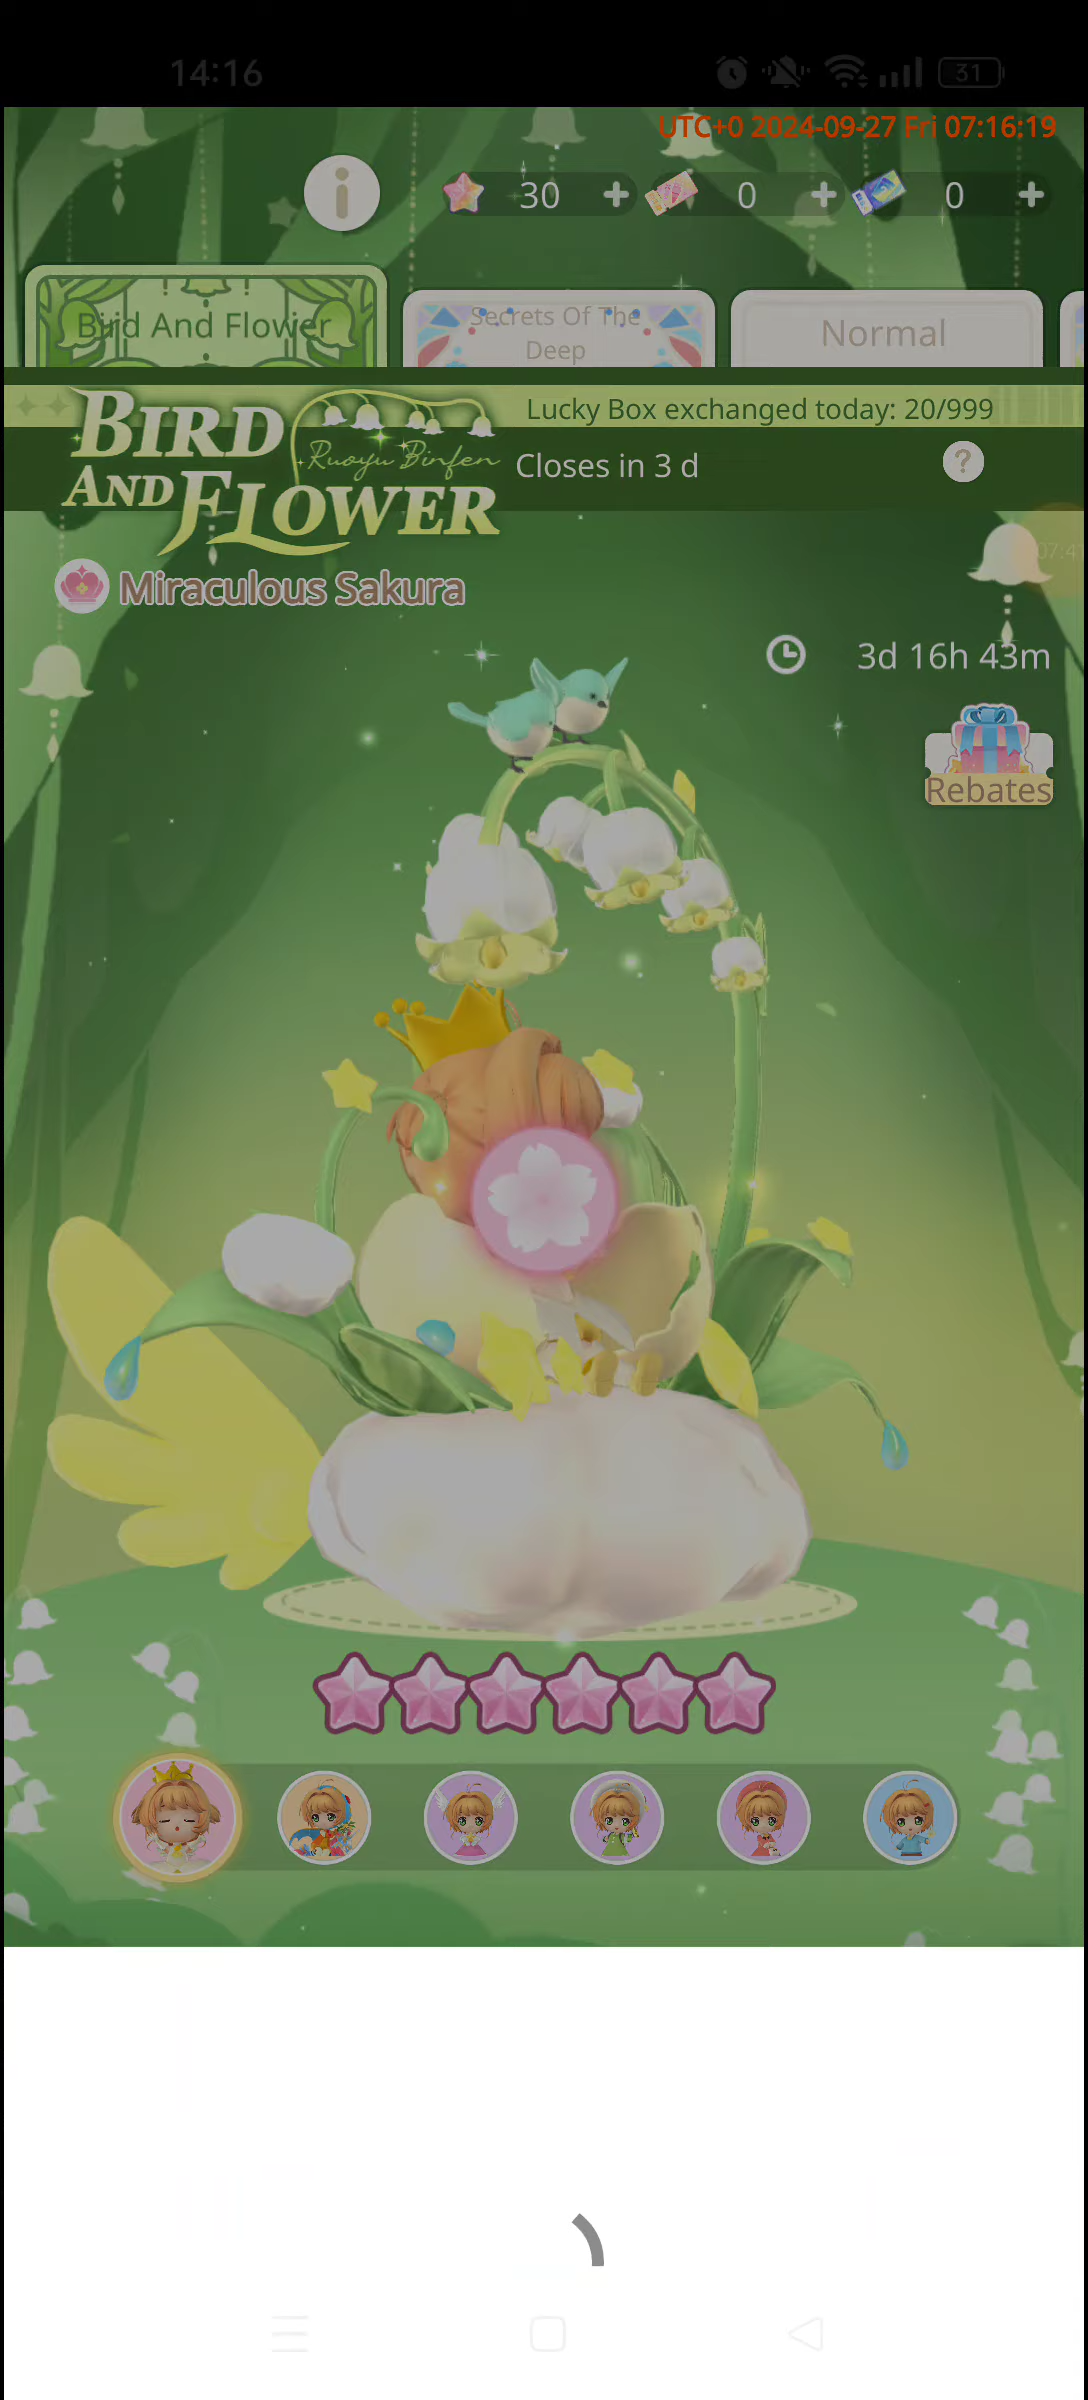 14:16
31
UTC+0 2024-09-27 Fri 07:16:19
30
0
0
Bird And Flower
Secrets Of The
Deep
Normal
BIRD
Ruoyu Binfen
AND FLOWER
Lucky Box exchanged today: 20/999
Closes in 3 d
?
07:4
Miraculous Sakura
3d 16h 43m
Rebates